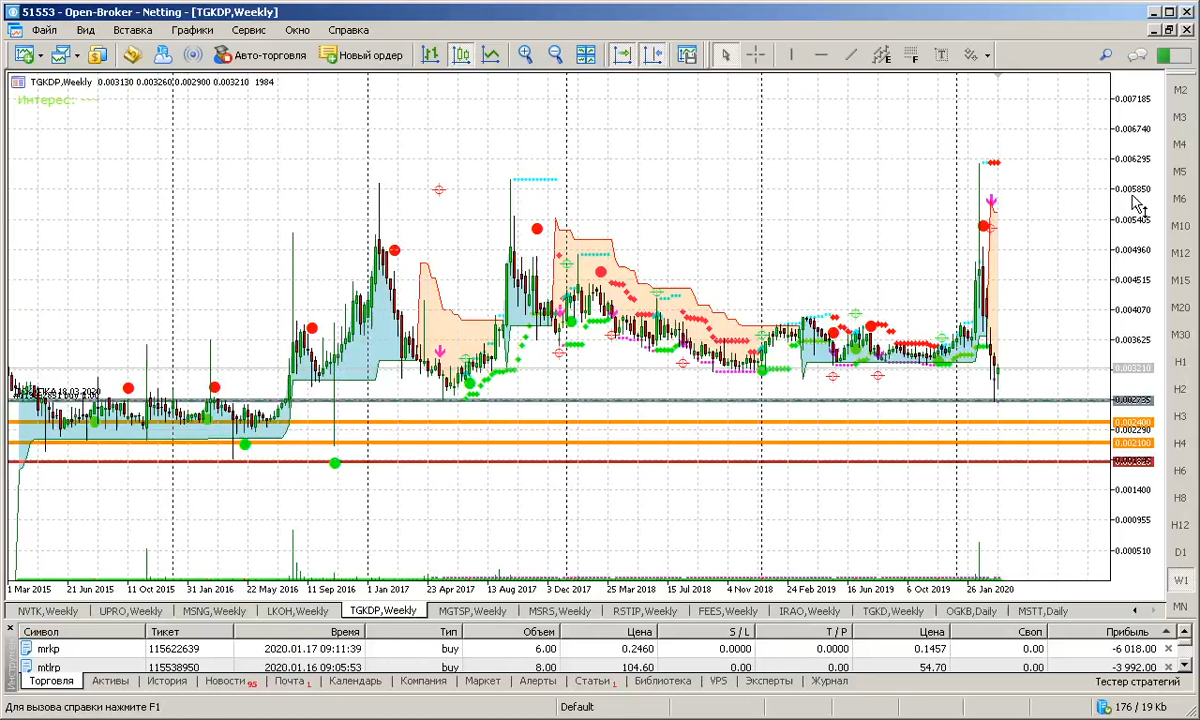 51553 - Open-Broker - Netting - [TGKDP,Weekly]
Файл Вид Вставка Графики Сервис Окно Справка
Авто-торговля Новый ордер
TGKDP,Weekly 0.003130 0.003260 0.002900 0.003210 1984
Интерес: ---
0.007185
0.006740
0.006295
0.005850
0.005405
0.004960
0.004515
0.004070
0.003625
0.003210
0.002735
0.002400
0.002290
0.002100
0.001400
0.000955
0.000510
18.03.2020
buy 1.00
M2
M3
M4
M5
M6
M10
M12
M15
M20
M30
H1
H2
H3
H4
H6
H8
H12
D1
W1
MN
1 Mar 2015 21 Jun 2015 11 Oct 2015 31 Jan 2016 22 May 2016 11 Sep 2016 1 Jan 2017 23 Apr 2017 13 Aug 2017 3 Dec 2017 25 Mar 2018 15 Jul 2018 4 Nov 2018 24 Feb 2019 16 Jun 2019 6 Oct 2019 26 Jan 2020
NVTK,Weekly UPRO,Weekly MSNG,Weekly LKOH,Weekly TGKDP,Weekly MGTSP,Weekly MSRS,Weekly RSTIP,Weekly FEES,Weekly IRAO,Weekly TGKD,Weekly OGKB,Daily MSTT,Daily
Символ Тикет Время Тип Объем Цена S / L T / P Цена Своп Прибыль
mrkp 115622639 2020.01.17 09:11:39 buy 6.00 0.2460 0.0000 0.0000 0.1457 0.00 -6 018.00
mtlrp 115538950 2020.01.16 09:05:53 buy 8.00 104.60 0.0000 0.0000 54.70 0.00 -3 992.00
Торговля Активы История Новости 95 Почта 1 Календарь Компания Маркет Алерты Статьи 1 Библиотека VPS Эксперты Журнал Тестер стратегий
Для вызова справки нажмите F1 Default 176 / 19 Kb